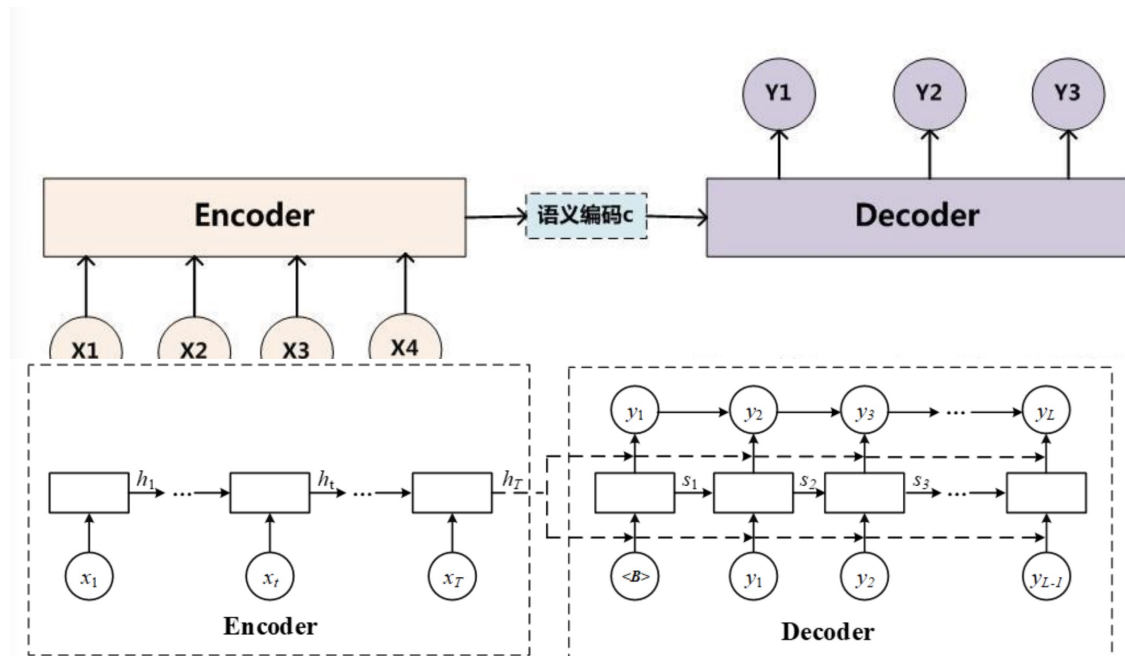 Y1 Y2 Y3
Encoder 语义编码c Decoder
X1 X2 X3 X4
y1 y2 y3 ... yL
h1 ... ht ... hT s1 s2 s3 ...
x1 xt xT <B> y1 y2 yL-1
Encoder Decoder